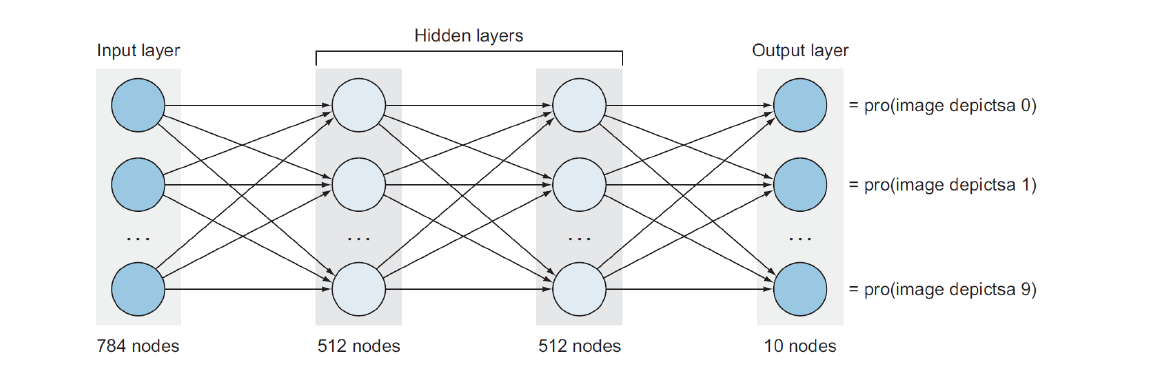 Hidden layers
Input layer
Output layer
= pro(image depictsa 0)
= pro(image depictsa 1)
... ... ... ...
= pro(image depictsa 9)
784 nodes 512 nodes 512 nodes 10 nodes